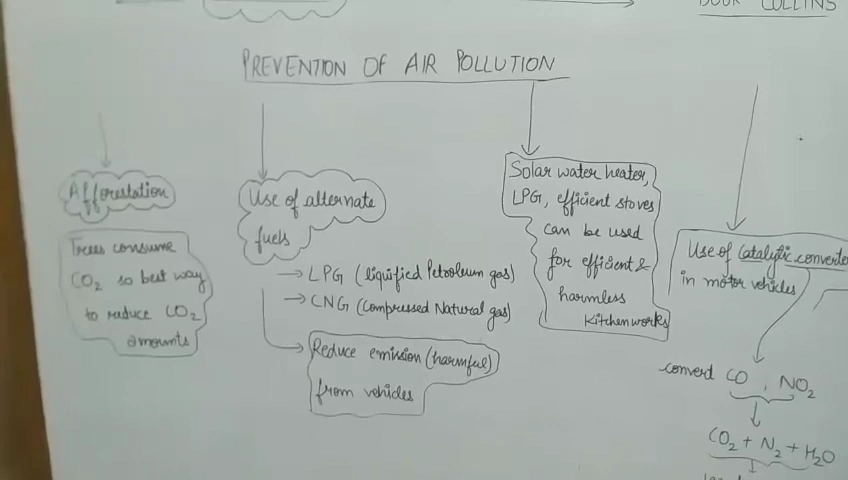 COLLINS
PREVENTION OF AIR POLLUTION
Afforestation
Trees consume
CO2 so best way
to reduce CO2
amounts
Use of alternate
fuels
→ LPG (liquified Petroleum gas)
→ CNG (Compressed Natural gas)
Reduce emission (harmful)
from vehicles
Solar water heater,
LPG, efficient stoves
can be used
for efficient &
harmless
Kitchen works
Use of Catalytic converte
in motor vehicles
convert CO, NO2
CO2 + N2 + H2O